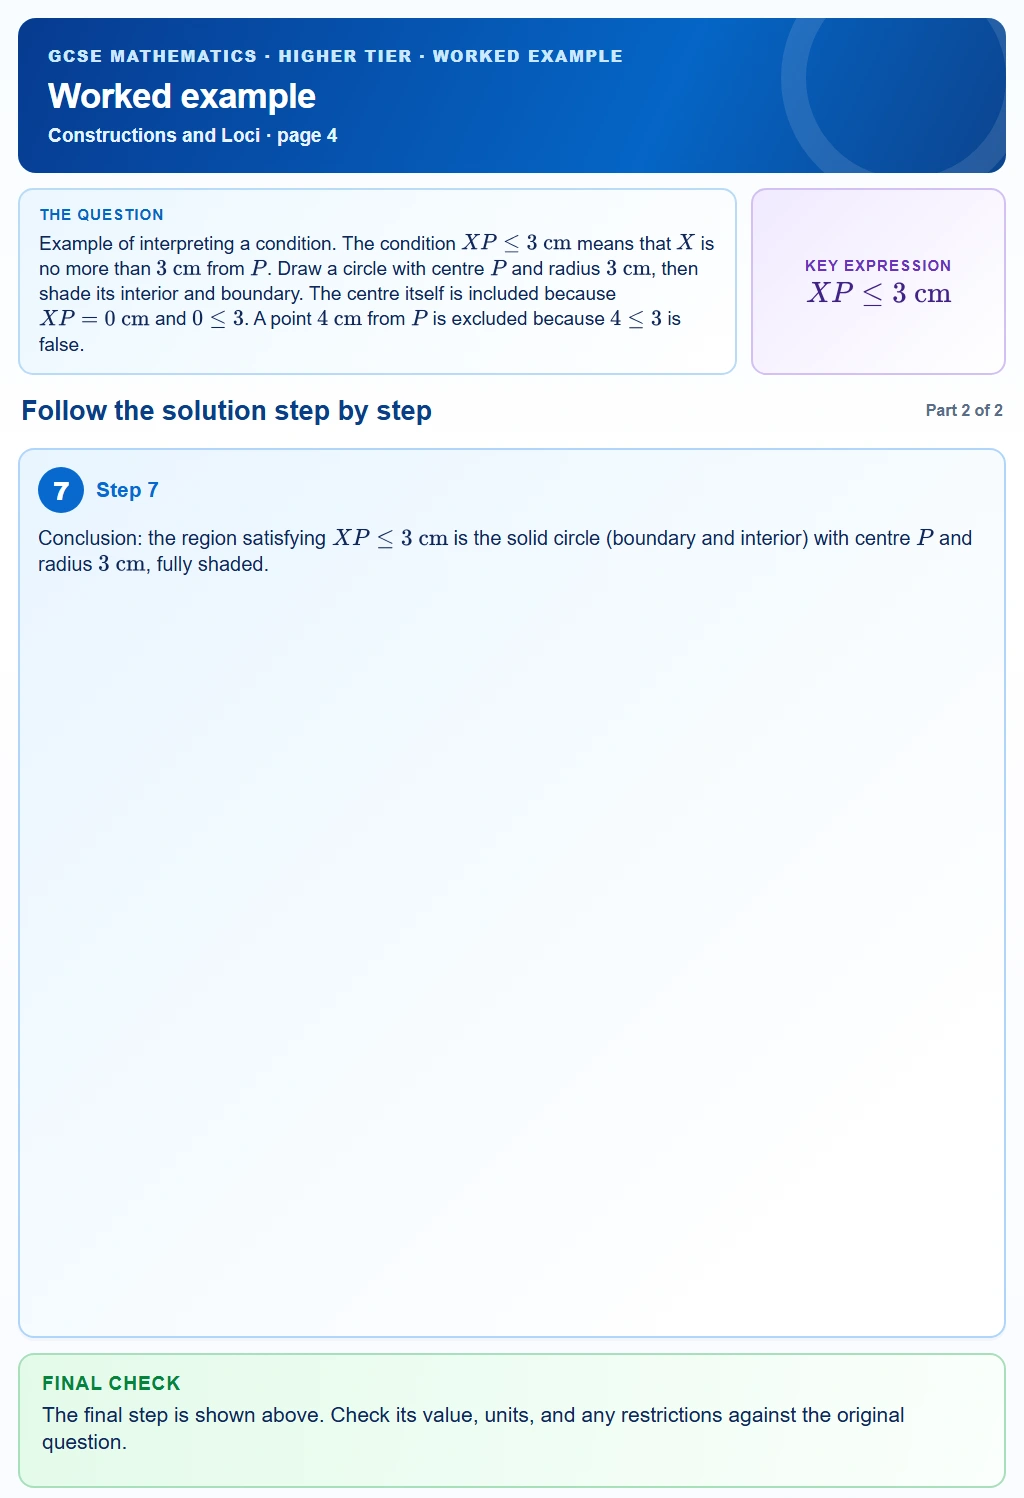 GCSE MATHEMATICS · HIGHER TIER · WORKED EXAMPLE
Worked example
Constructions and Loci · page 4
THE QUESTION
Example of interpreting a condition. The condition XP ≤ 3 cm means that X is
no more than 3 cm from P. Draw a circle with centre P and radius 3 cm, then
shade its interior and boundary. The centre itself is included because
XP = 0 cm and 0 ≤ 3. A point 4 cm from P is excluded because 4 ≤ 3 is
false.
KEY EXPRESSION
XP ≤ 3 cm
Follow the solution step by step
Part 2 of 2
7 Step 7
Conclusion: the region satisfying XP ≤ 3 cm is the solid circle (boundary and interior) with centre P and
radius 3 cm, fully shaded.
FINAL CHECK
The final step is shown above. Check its value, units, and any restrictions against the original
question.